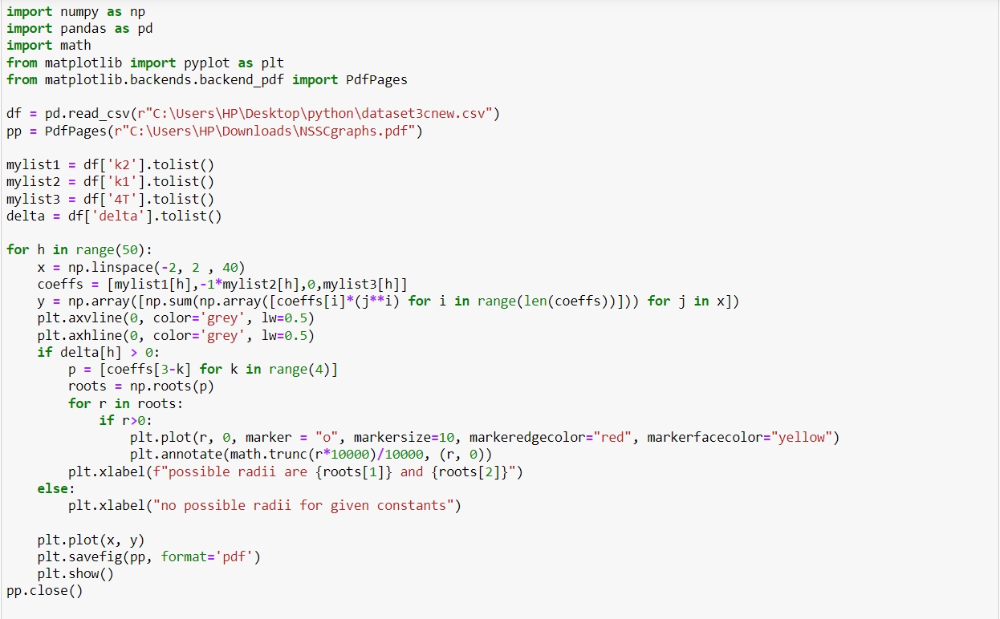 import numpy as np
import pandas as pd
import math
from matplotlib import pyplot as plt
from matplotlib.backends.backend_pdf import PdfPages

df = pd.read_csv(r"C:\Users\HP\Desktop\python\dataset3cnew.csv")
pp = PdfPages(r"C:\Users\HP\Downloads\NSSCgraphs.pdf")

mylist1 = df['k2'].tolist()
mylist2 = df['k1'].tolist()
mylist3 = df['4T'].tolist()
delta = df['delta'].tolist()

for h in range(50):
    x = np.linspace(-2, 2 , 40)
    coeffs = [mylist1[h],-1*mylist2[h],0,mylist3[h]]
    y = np.array([np.sum(np.array([coeffs[i]*(j**i) for i in range(len(coeffs))])) for j in x])
    plt.axvline(0, color='grey', lw=0.5)
    plt.axhline(0, color='grey', lw=0.5)
    if delta[h] > 0:
        p = [coeffs[3-k] for k in range(4)]
        roots = np.roots(p)
        for r in roots:
            if r>0:
                plt.plot(r, 0, marker = "o", markersize=10, markeredgecolor="red", markerfacecolor="yellow")
                plt.annotate(math.trunc(r*10000)/10000, (r, 0))
        plt.xlabel(f"possible radii are {roots[1]} and {roots[2]}")
    else:
        plt.xlabel("no possible radii for given constants")

    plt.plot(x, y)
    plt.savefig(pp, format='pdf')
    plt.show()
pp.close()